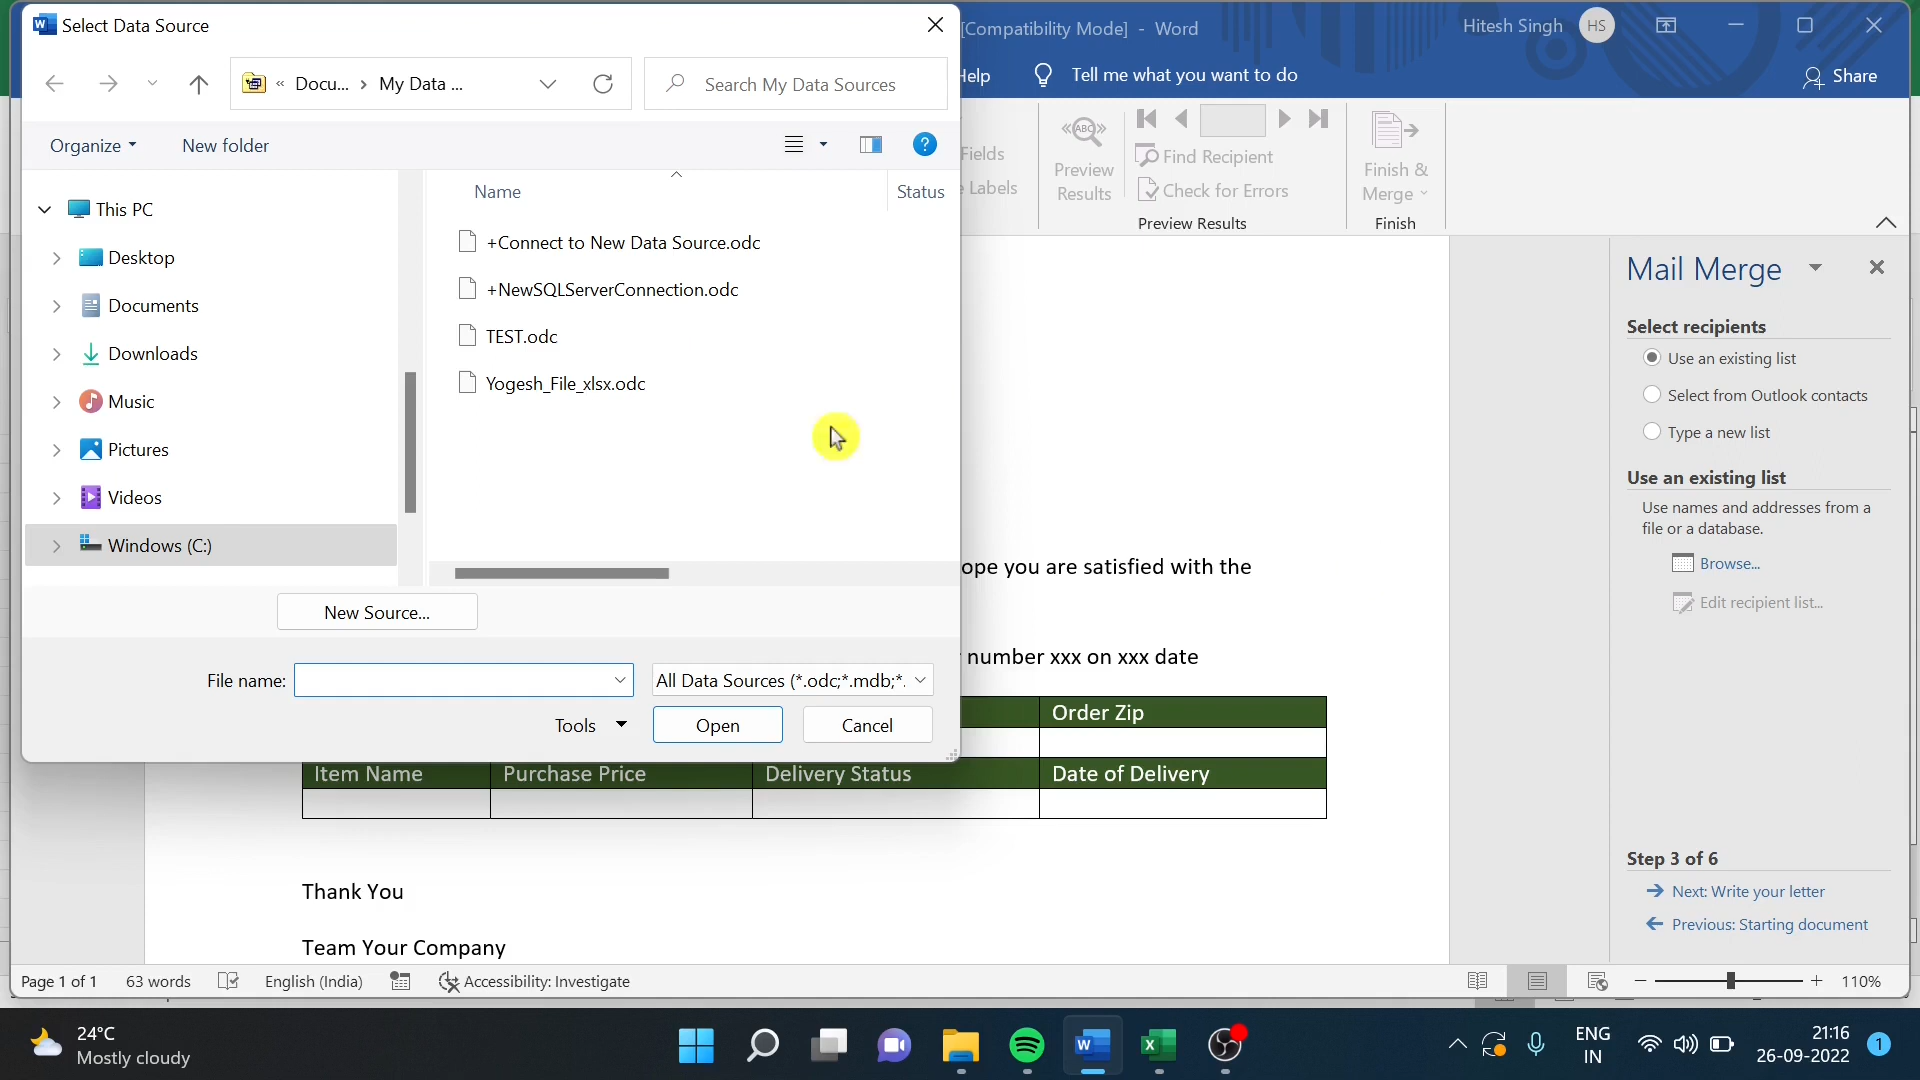 Select Data Source
[Compatibility Mode] - Word
Hitesh Singh
HS
« Docu... › My Data ...
Search My Data Sources
Help
Tell me what you want to do
Share
Organize
New folder
?
Name
Status
This PC
Desktop
Documents
Downloads
Music
Pictures
Videos
Windows (C:)
+Connect to New Data Source.odc
+NewSQLServerConnection.odc
TEST.odc
Yogesh_File_xlsx.odc
New Source...
File name:
All Data Sources (*.odc;*.mdb;*.
Tools
Open
Cancel
Fields
Labels
«ABC»
Preview
Results
Find Recipient
Check for Errors
Preview Results
Finish &
Merge
Finish
Mail Merge
Select recipients
Use an existing list
Select from Outlook contacts
Type a new list
Use an existing list
Use names and addresses from a
file or a database.
Browse...
Edit recipient list...
Step 3 of 6
Next: Write your letter
Previous: Starting document
ope you are satisfied with the
number xxx on xxx date
Order Zip
Item Name
Purchase Price
Delivery Status
Date of Delivery
Thank You
Team Your Company
Page 1 of 1
63 words
English (India)
Accessibility: Investigate
110%
24°C
Mostly cloudy
ENG
IN
21:16
26-09-2022
1